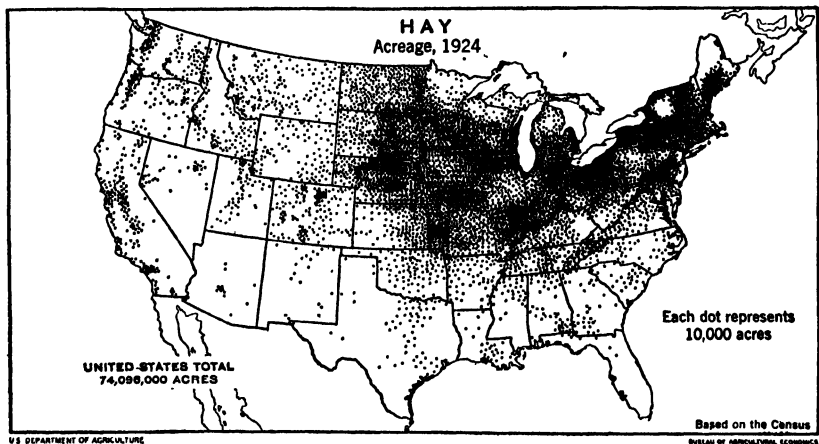 HAY
Acreage, 1924
Each dot represents
10,000 acres
UNITED STATES TOTAL
74,096,000 ACRES
Based on the Census
U S DEPARTMENT OF AGRICULTURE
BUREAU OF AGRICULTURAL ECONOMICS